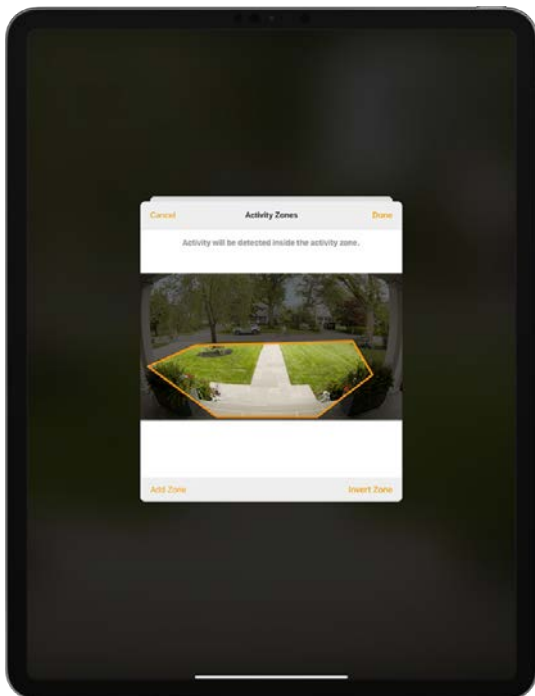 Cancel Activity Zones Done
Activity will be detected inside the activity zone.
Add Zone Invert Zone